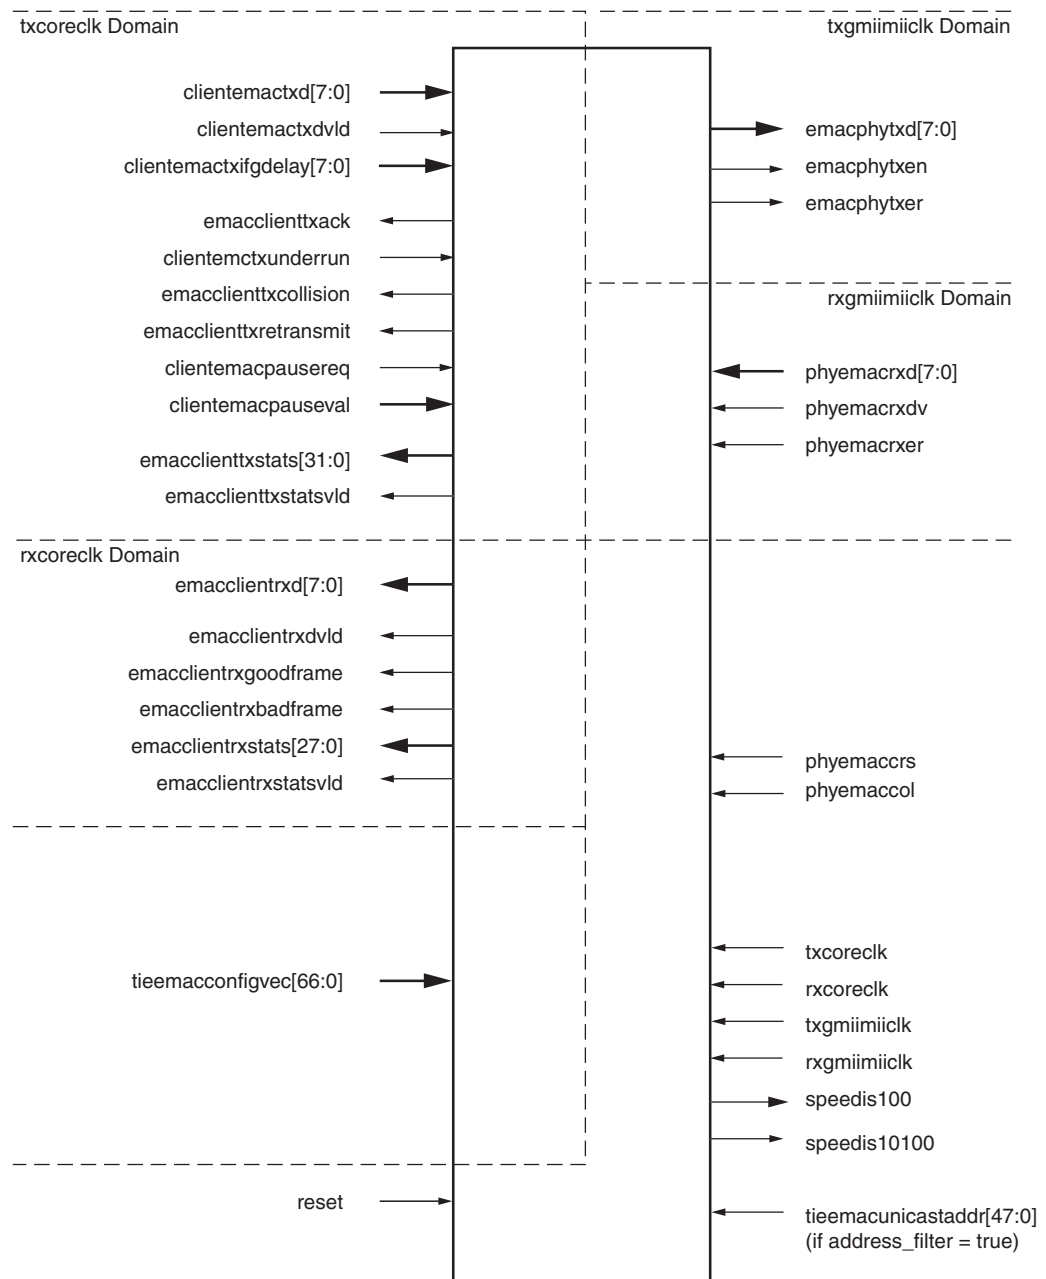 txcoreclk Domain
txgmiimiiclk Domain
clientemactxd[7:0]
clientemactxdvld
clientemactxifgdelay[7:0]
emacclienttxack
clientemctxunderrun
emacclienttxcollision
emacclienttxretransmit
clientemacpausereq
clientemacpauseval
emacclienttxstats[31:0]
emacclienttxstatsvld
emacphytxd[7:0]
emacphytxen
emacphytxer
rxgmiimiiclk Domain
phyemacrxd[7:0]
phyemacrxdv
phyemacrxer
rxcoreclk Domain
emacclientrxd[7:0]
emacclientrxdvld
emacclientrxgoodframe
emacclientrxbadframe
emacclientrxstats[27:0]
emacclientrxstatsvld
phyemaccrs
phyemaccol
tieemacconfigvec[66:0]
txcoreclk
rxcoreclk
txgmiimiiclk
rxgmiimiiclk
speedis100
speedis10100
reset
tieemacunicastaddr[47:0]
(if address_filter = true)